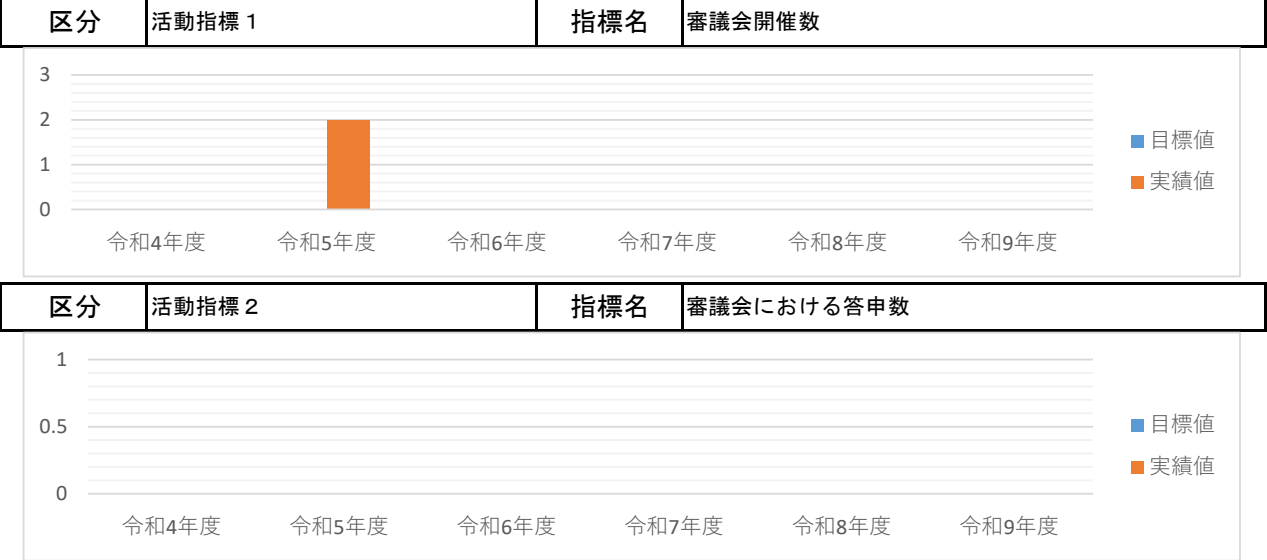 区分 活動指標１ 指標名 審議会開催数
3
2
1
0
令和4年度 令和5年度 令和6年度 令和7年度 令和8年度 令和9年度
目標値
実績値
区分 活動指標２ 指標名 審議会における答申数
1
0.5
0
令和4年度 令和5年度 令和6年度 令和7年度 令和8年度 令和9年度
目標値
実績値